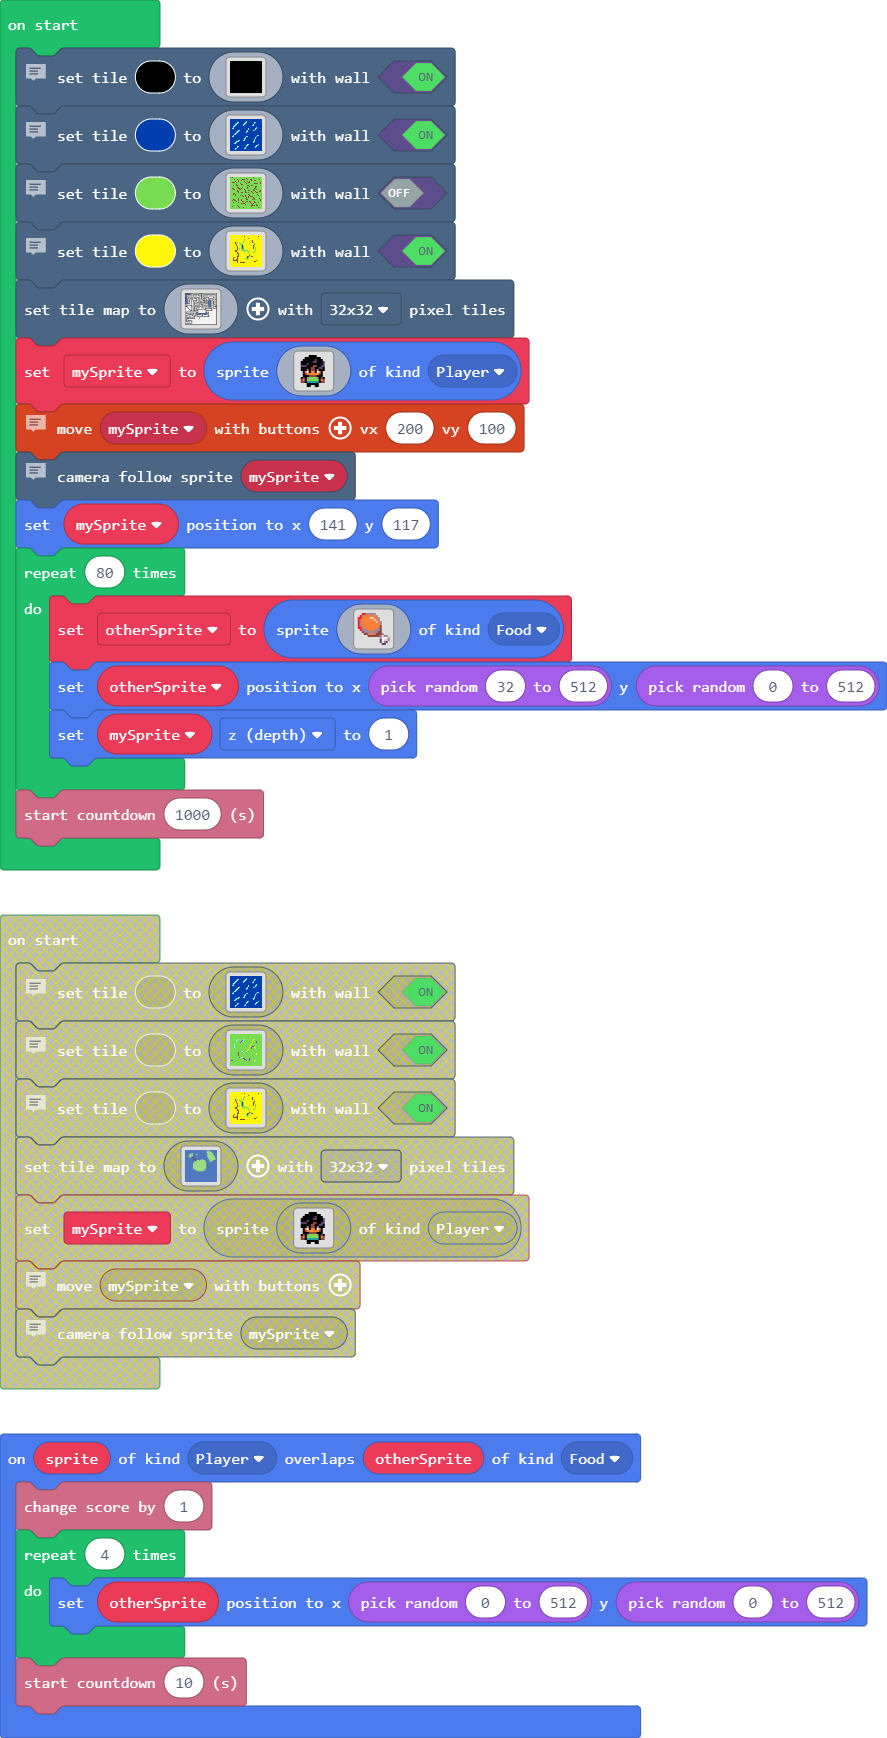 on start
set tile to with wall ON
set tile to with wall ON
set tile to with wall OFF
set tile to with wall ON
set tile map to with 32x32 pixel tiles
set mySprite to sprite of kind Player
move mySprite with buttons vx 200 vy 100
camera follow sprite mySprite
set mySprite position to x 141 y 117
repeat 80 times
do
set otherSprite to sprite of kind Food
set otherSprite position to x pick random 32 to 512 y pick random 0 to 512
set mySprite z (depth) to 1
start countdown 1000 (s)
on start
set tile to with wall ON
set tile to with wall ON
set tile to with wall ON
set tile map to with 32x32 pixel tiles
set mySprite to sprite of kind Player
move mySprite with buttons
camera follow sprite mySprite
on sprite of kind Player overlaps otherSprite of kind Food
change score by 1
repeat 4 times
do
set otherSprite position to x pick random 0 to 512 y pick random 0 to 512
start countdown 10 (s)